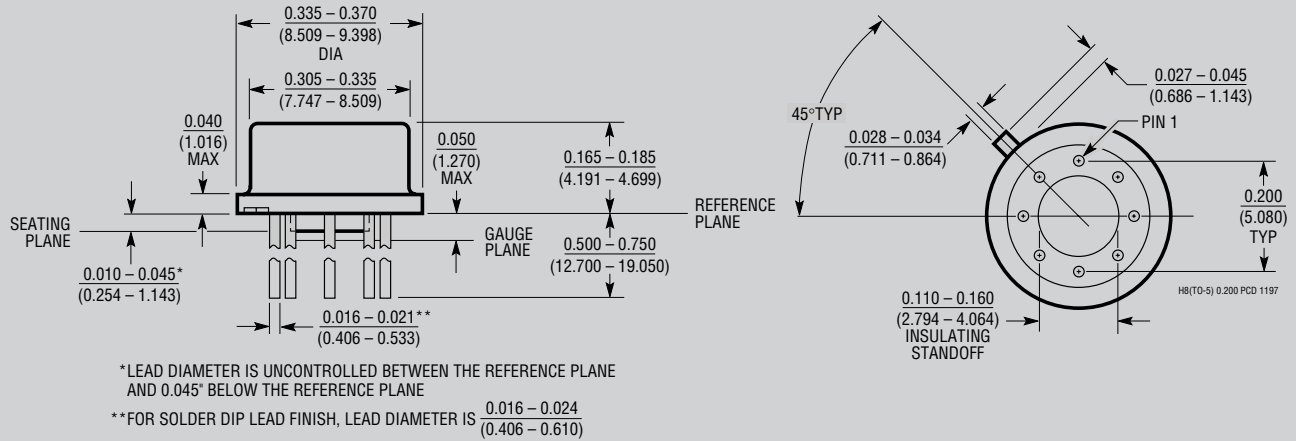 0.335 – 0.370
(8.509 – 9.398)
DIA
0.305 – 0.335
(7.747 – 8.509)
0.040
(1.016)
MAX
0.050
(1.270)
MAX
0.165 – 0.185
(4.191 – 4.699)
SEATING
PLANE
GAUGE
PLANE
REFERENCE
PLANE
0.500 – 0.750
(12.700 – 19.050)
0.010 – 0.045*
(0.254 – 1.143)
0.016 – 0.021**
(0.406 – 0.533)
*LEAD DIAMETER IS UNCONTROLLED BETWEEN THE REFERENCE PLANE
AND 0.045" BELOW THE REFERENCE PLANE
**FOR SOLDER DIP LEAD FINISH, LEAD DIAMETER IS 0.016 – 0.024
(0.406 – 0.610)
45°TYP
0.027 – 0.045
(0.686 – 1.143)
0.028 – 0.034
(0.711 – 0.864)
PIN 1
0.200
(5.080)
TYP
H8(TO-5) 0.200 PCD 1197
0.110 – 0.160
(2.794 – 4.064)
INSULATING
STANDOFF